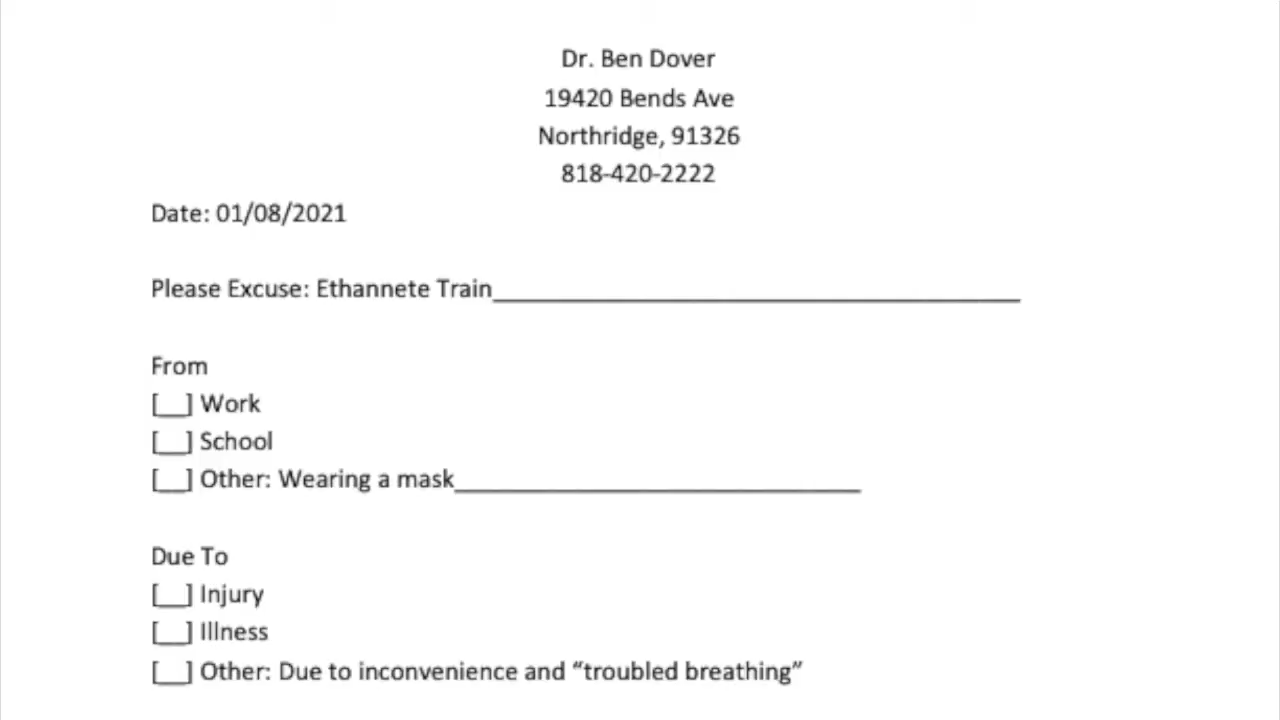 Dr. Ben Dover
19420 Bends Ave
Northridge, 91326
818-420-2222
Date: 01/08/2021
Please Excuse: Ethannete Train________________________________________
From
[__] Work
[__] School
[__] Other: Wearing a mask_______________________________
Due To
[__] Injury
[__] Illness
[__] Other: Due to inconvenience and “troubled breathing”